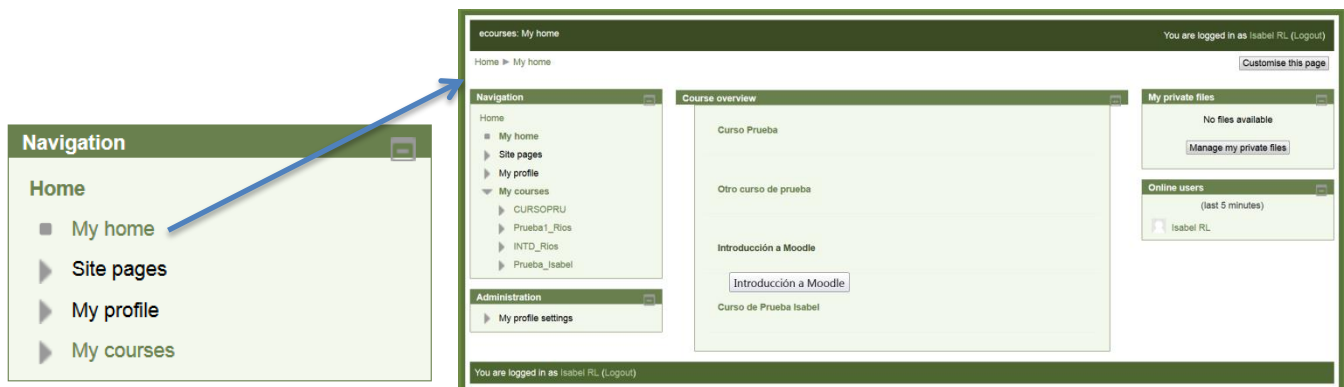 Navigation
Home
My home
Site pages
My profile
My courses
ecourses: My home
You are logged in as Isabel RL (Logout)
Home ► My home
Customise this page
Navigation
Home
My home
Site pages
My profile
My courses
CURSOPRU
Prueba1_Rios
INTD_Rios
Prueba_Isabel
Administration
My profile settings
Course overview
Curso Prueba
Otro curso de prueba
Introducción a Moodle
Introducción a Moodle
Curso de Prueba Isabel
My private files
No files available
Manage my private files
Online users
(last 5 minutes)
Isabel RL
You are logged in as Isabel RL (Logout)